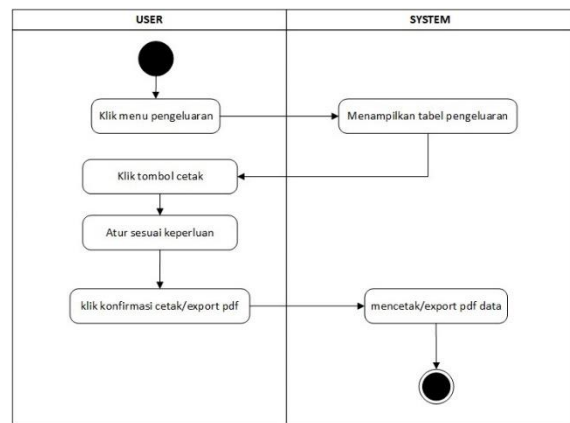 USER
SYSTEM
Klik menu pengeluaran
Menampilkan tabel pengeluaran
Klik tombol cetak
Atur sesuai keperluan
klik konfirmasi cetak/export pdf
mencetak/export pdf data